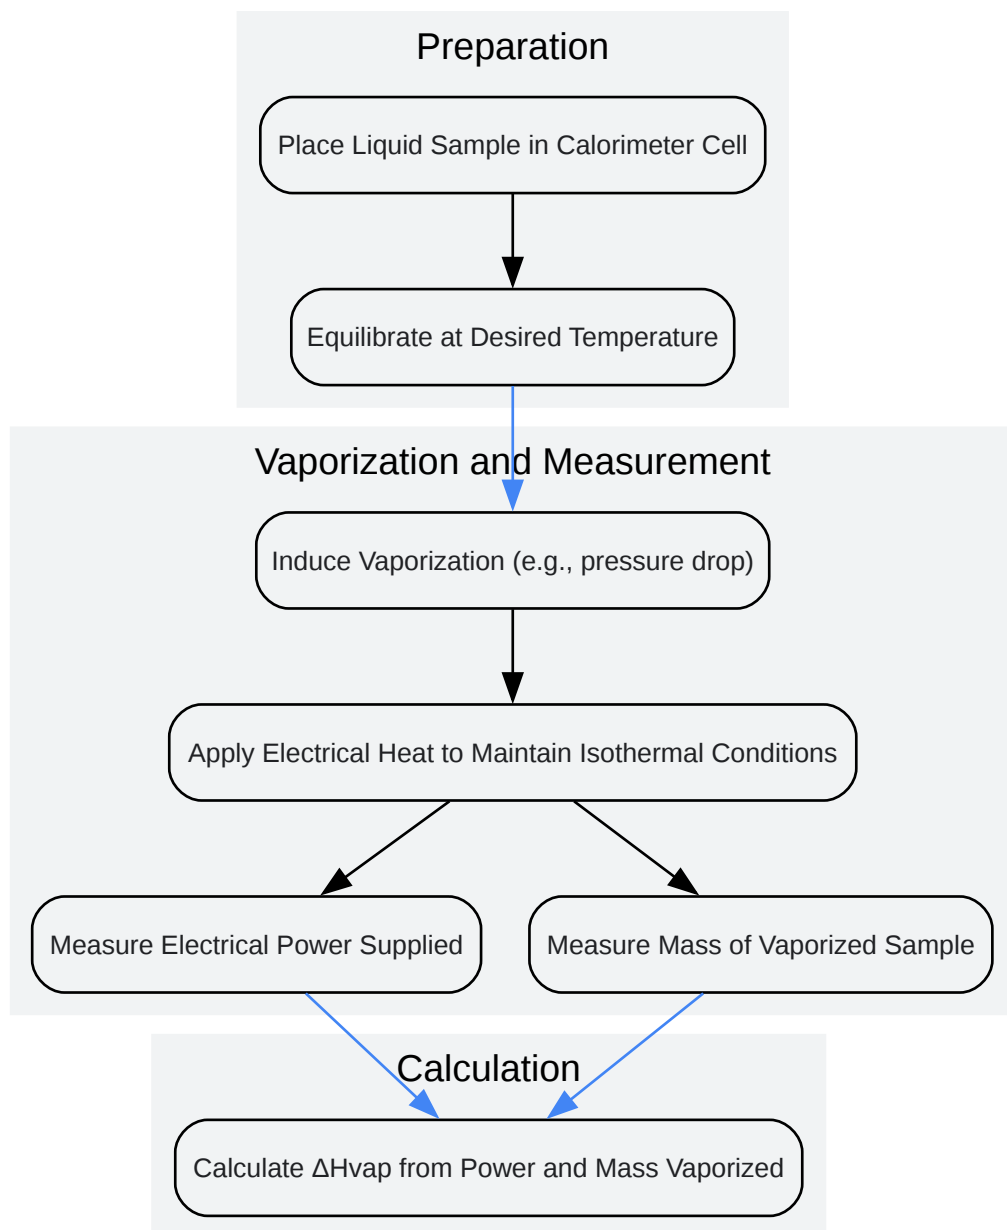 Preparation
Place Liquid Sample in Calorimeter Cell
Equilibrate at Desired Temperature
Vaporization and Measurement
Induce Vaporization (e.g., pressure drop)
Apply Electrical Heat to Maintain Isothermal Conditions
Measure Electrical Power Supplied
Measure Mass of Vaporized Sample
Calculation
Calculate ΔHvap from Power and Mass Vaporized